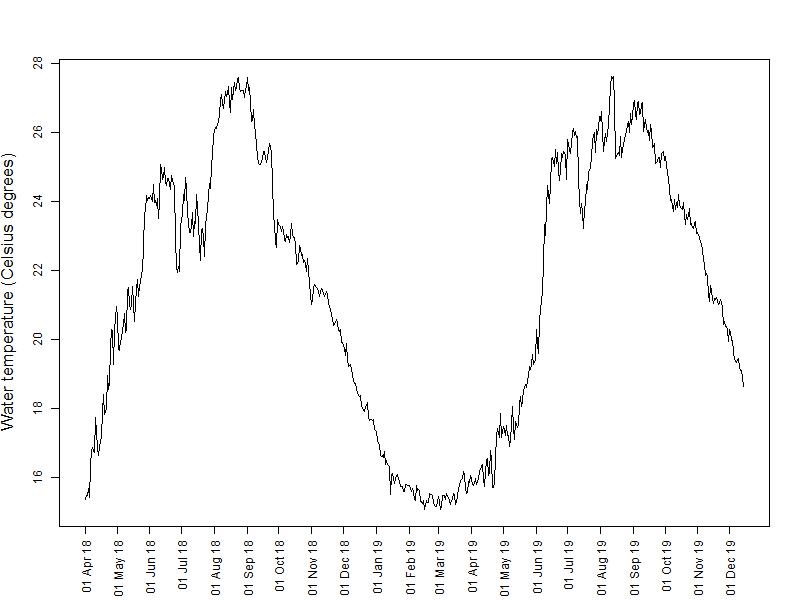 Water temperature (Celsius degrees)
28
26
24
22
20
18
16
01 Apr 18
01 May 18
01 Jun 18
01 Jul 18
01 Aug 18
01 Sep 18
01 Oct 18
01 Nov 18
01 Dec 18
01 Jan 19
01 Feb 19
01 Mar 19
01 Apr 19
01 May 19
01 Jun 19
01 Jul 19
01 Aug 19
01 Sep 19
01 Oct 19
01 Nov 19
01 Dec 19